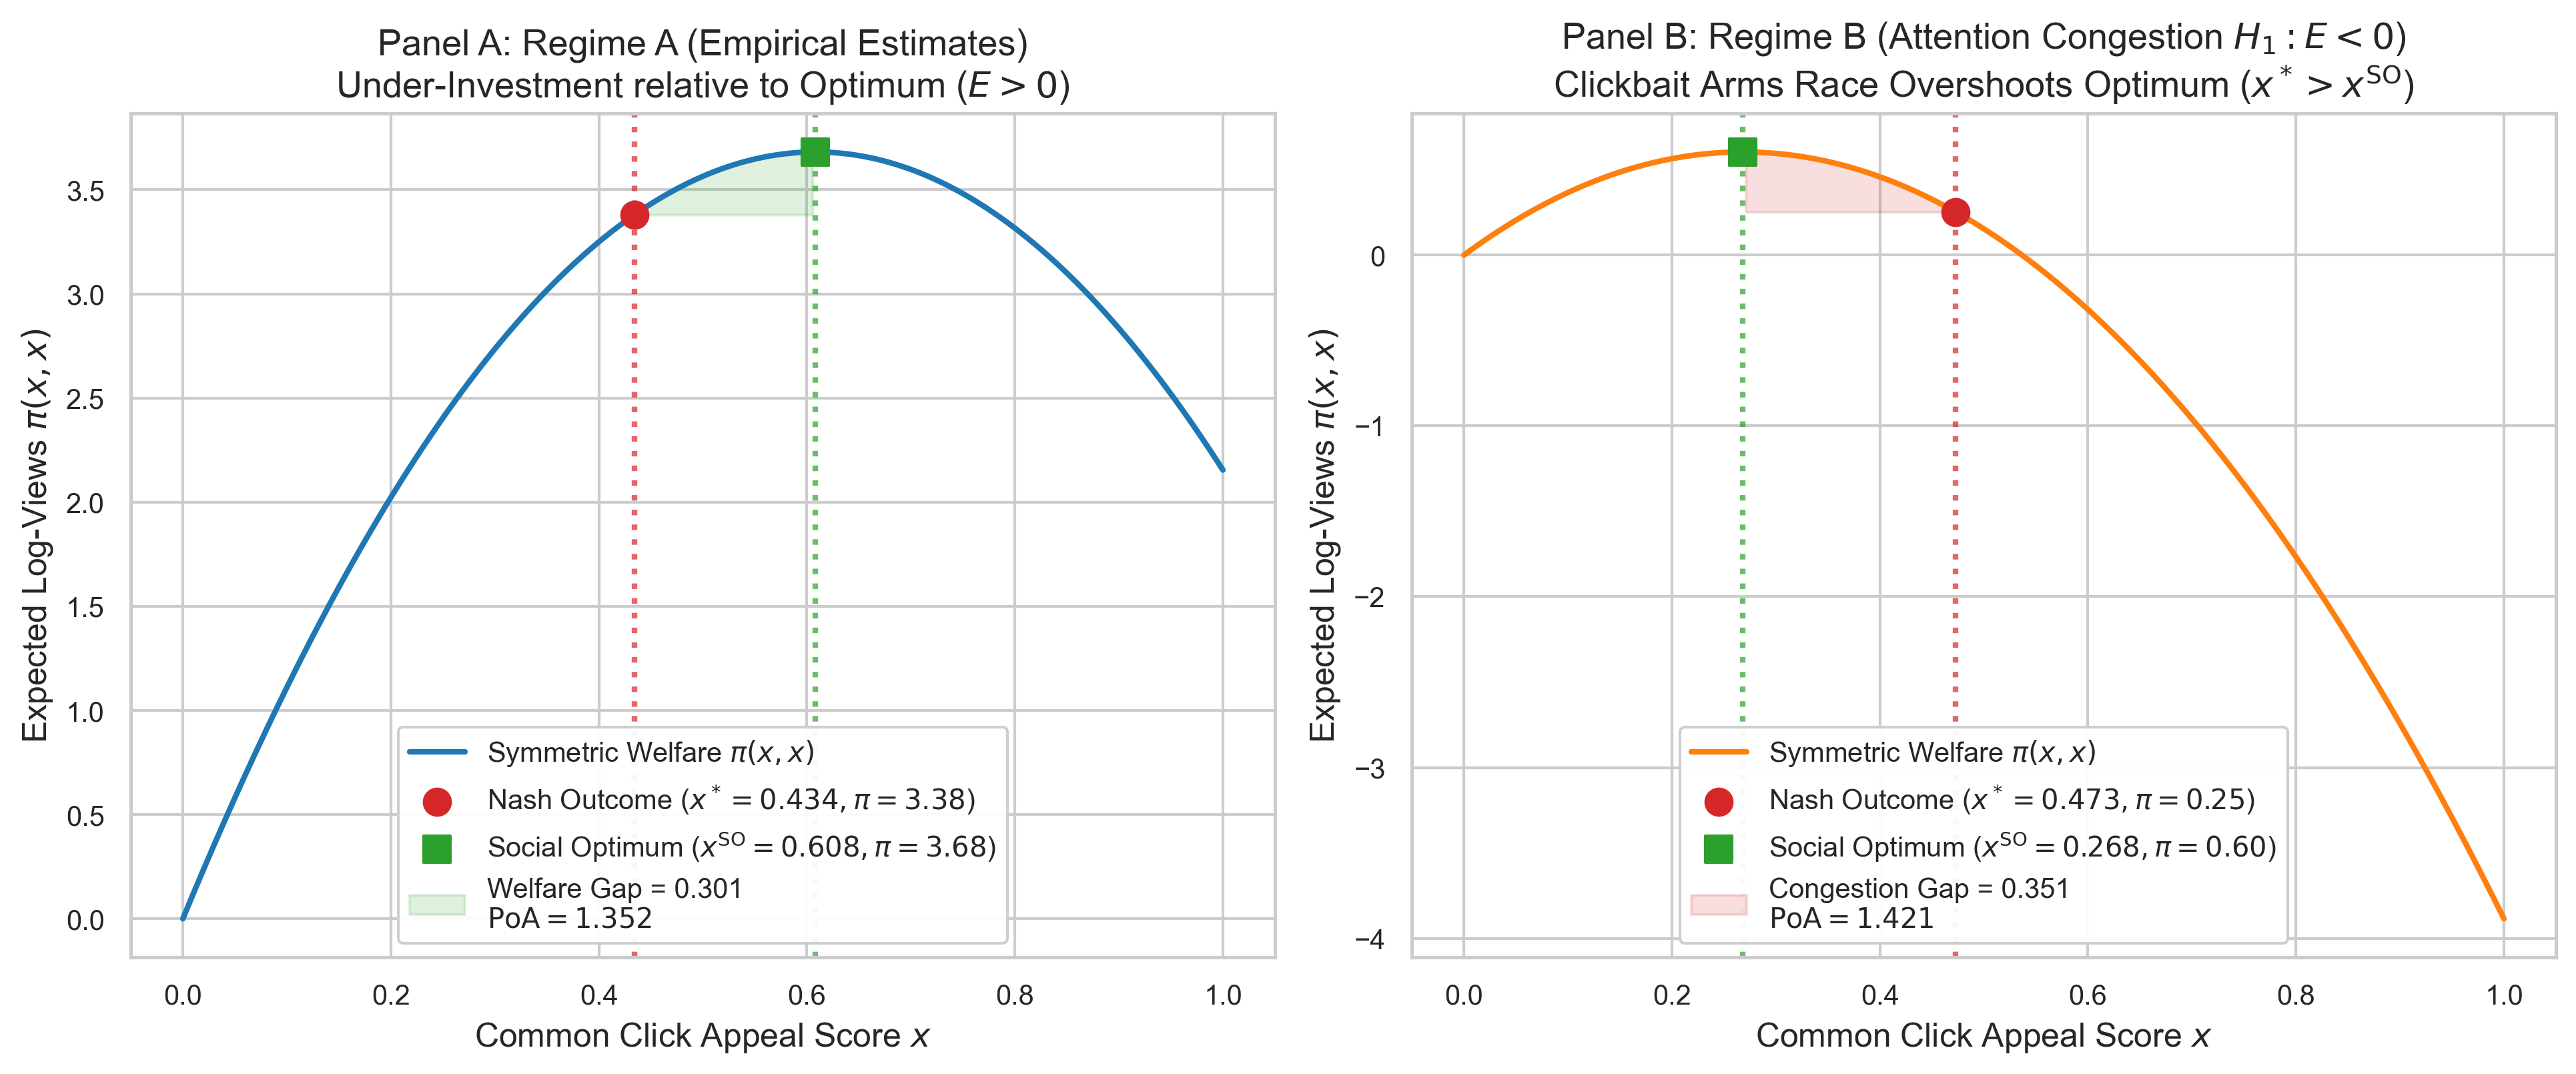 Panel A: Regime A (Empirical Estimates)
Under-Investment relative to Optimum (E > 0)
Expected Log-Views π(x, x)
3.5
3.0
2.5
2.0
1.5
1.0
0.5
0.0
Symmetric Welfare π(x, x)
Nash Outcome (x* = 0.434, π = 3.38)
Social Optimum (x^SO = 0.608, π = 3.68)
Welfare Gap = 0.301
PoA = 1.352
0.0 0.2 0.4 0.6 0.8 1.0
Common Click Appeal Score x
Panel B: Regime B (Attention Congestion H₁ : E < 0)
Clickbait Arms Race Overshoots Optimum (x* > x^SO)
Expected Log-Views π(x, x)
0
−1
−2
−3
−4
Symmetric Welfare π(x, x)
Nash Outcome (x* = 0.473, π = 0.25)
Social Optimum (x^SO = 0.268, π = 0.60)
Congestion Gap = 0.351
PoA = 1.421
0.0 0.2 0.4 0.6 0.8 1.0
Common Click Appeal Score x